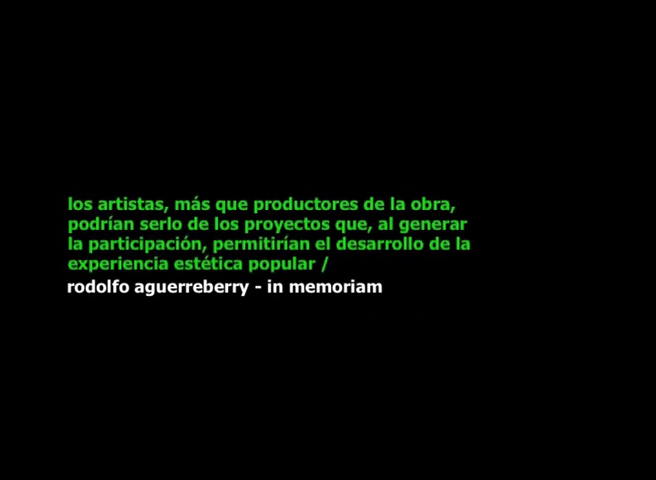 los artistas, más que productores de la obra,
podrían serlo de los proyectos que, al generar
la participación, permitirían el desarrollo de la
experiencia estética popular /
rodolfo aguerreberry - in memoriam